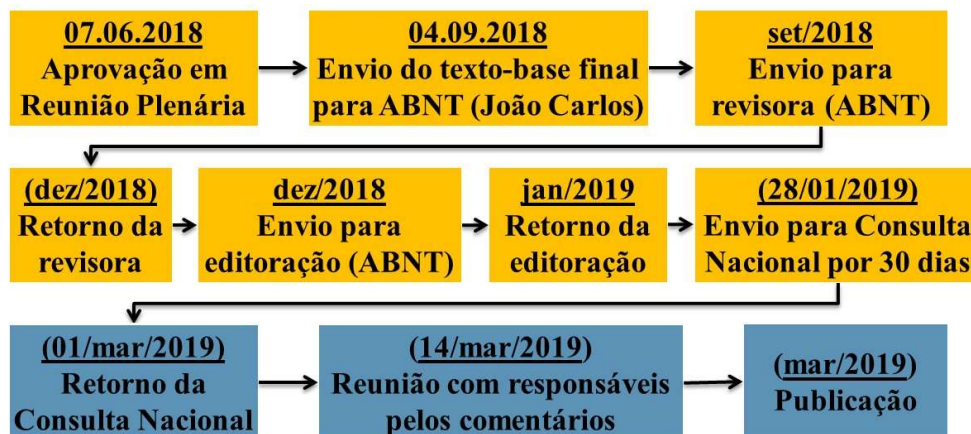 07.06.2018
Aprovação em
Reunião Plenária
04.09.2018
Envio do texto-base final
para ABNT (João Carlos)
set/2018
Envio para
revisora (ABNT)
(dez/2018)
Retorno da
revisora
dez/2018
Envio para
editoração (ABNT)
jan/2019
Retorno da
editoração
(28/01/2019)
Envio para Consulta
Nacional por 30 dias
(01/mar/2019)
Retorno da
Consulta Nacional
(14/mar/2019)
Reunião com responsáveis
pelos comentários
(mar/2019)
Publicação